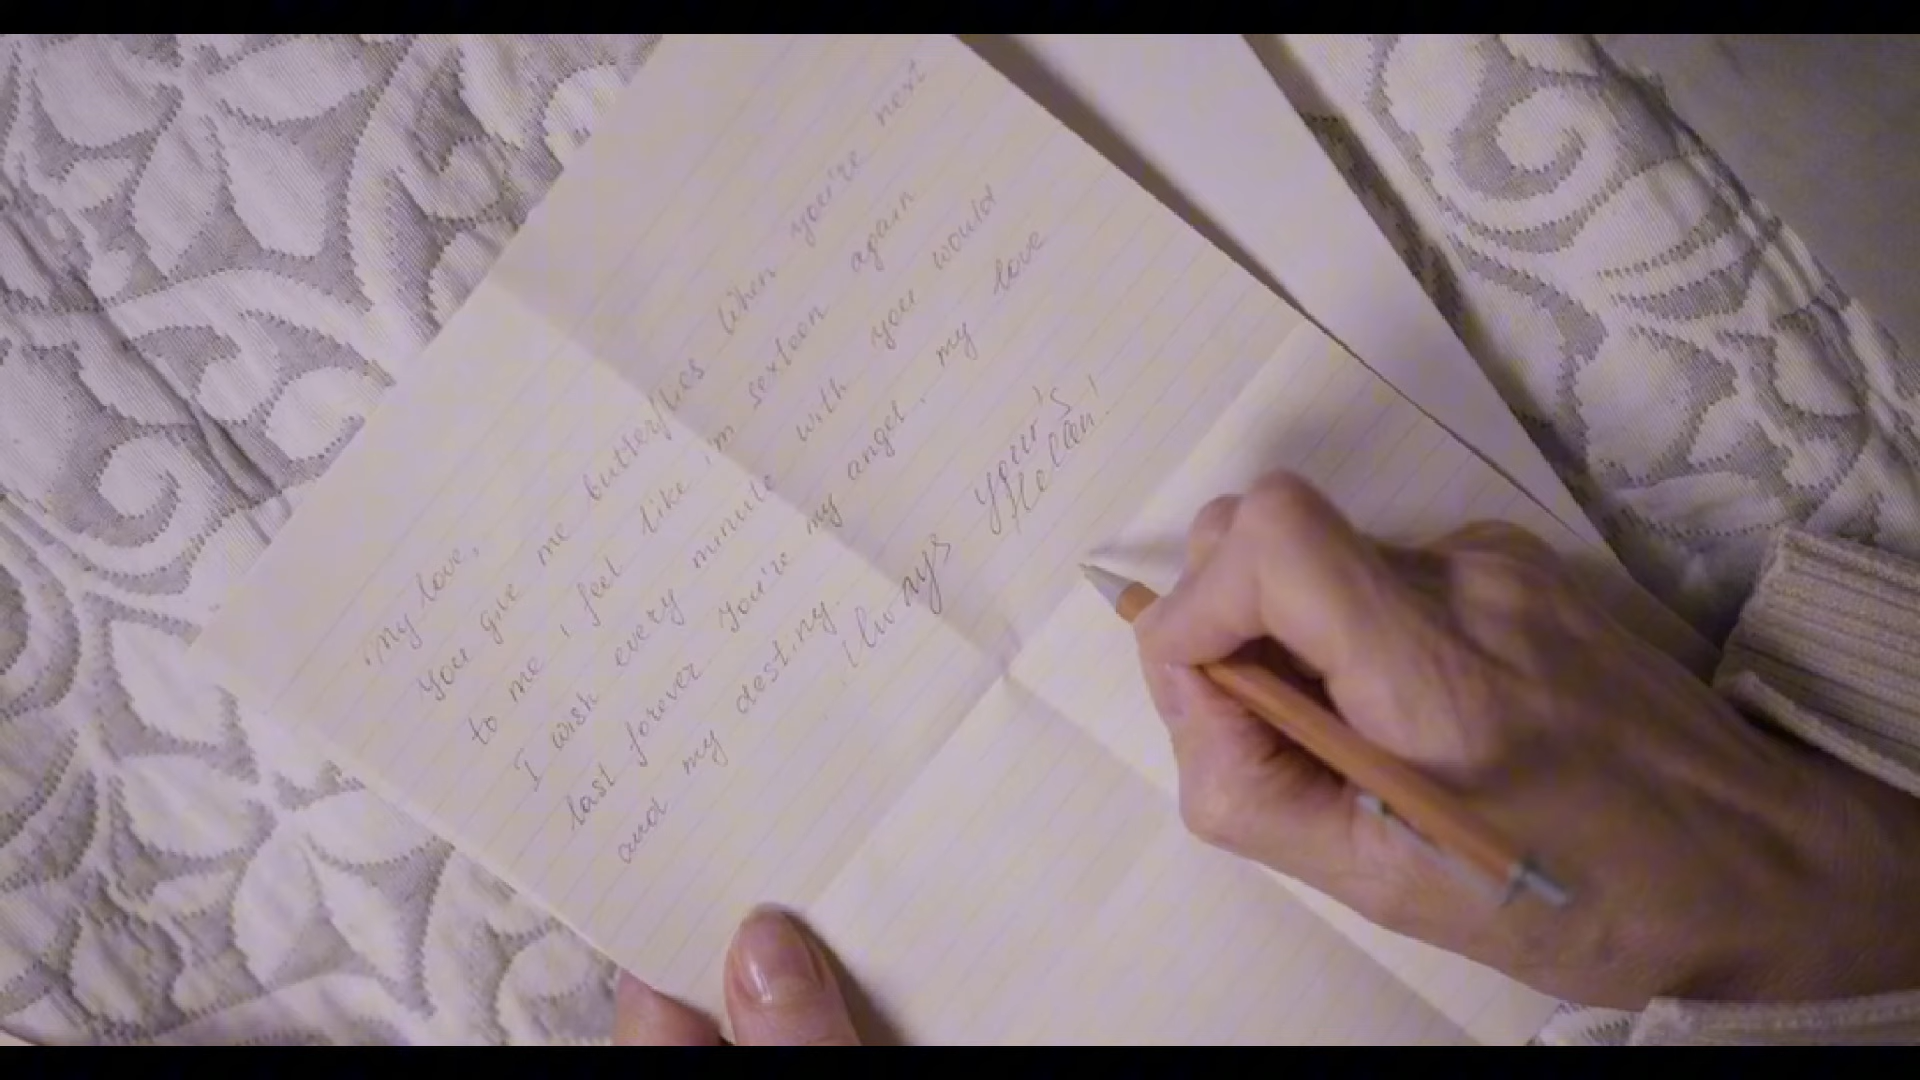 My love,
You give me butterflies when you're next
to me, i feel like i'm sexteen again
I wish every minute with you would
last forever you're my angel, my love
and my destiny.
Always your's
Helen!